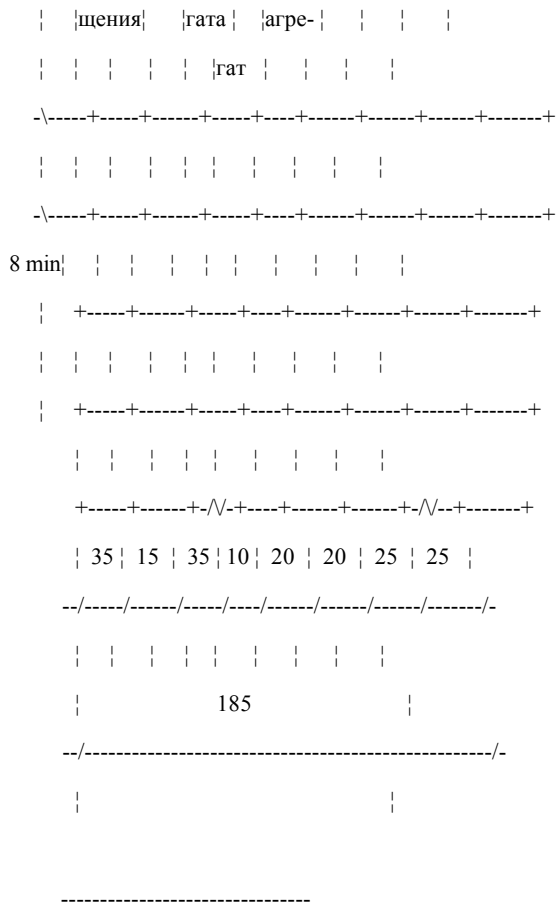 ¦ ¦щения¦ ¦гата ¦ ¦агре-¦ ¦ ¦ ¦
¦ ¦ ¦ ¦ ¦ ¦гат ¦ ¦ ¦ ¦
-\-----+-----+------+-----+----+------+------+------+-------+
¦ ¦ ¦ ¦ ¦ ¦ ¦ ¦ ¦ ¦
-\-----+-----+------+-----+----+------+------+------+-------+
8 min¦ ¦ ¦ ¦ ¦ ¦ ¦ ¦ ¦ ¦
¦ +-----+------+-----+----+------+------+------+-------+
¦ ¦ ¦ ¦ ¦ ¦ ¦ ¦ ¦ ¦
¦ +-----+------+-----+----+------+------+------+-------+
¦ ¦ ¦ ¦ ¦ ¦ ¦ ¦ ¦
+-----+------+-/\/-+----+------+------+-/\/--+-------+
¦ 35 ¦ 15 ¦ 35 ¦ 10 ¦ 20 ¦ 20 ¦ 25 ¦ 25 ¦
--/-----/------/-----/----/------/------/------/-------/-
¦ ¦ ¦ ¦ ¦ ¦ ¦ ¦ ¦
¦ 185 ¦
--/----------------------------------------------------/-
¦ ¦
--------------------------------